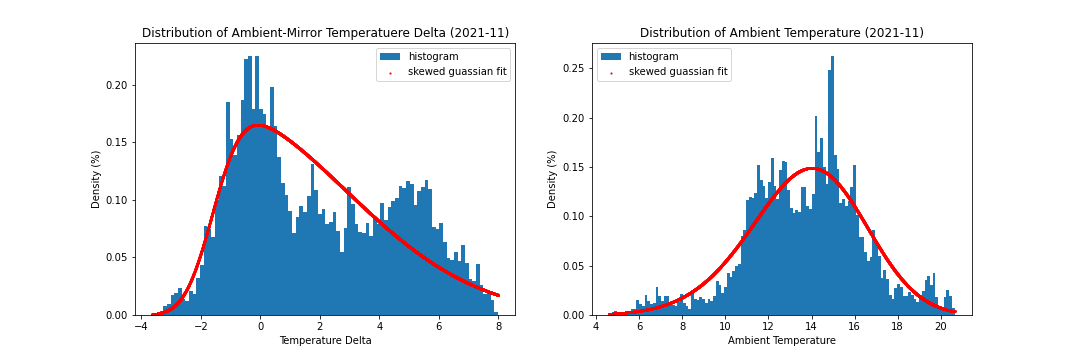 Distribution of Ambient-Mirror Temperatuere Delta (2021-11)
histogram
skewed guassian fit
Density (%)
0.20
0.15
0.10
0.05
0.00
−4
−2
0
2
4
6
8
Temperature Delta
Distribution of Ambient Temperature (2021-11)
histogram
skewed guassian fit
Density (%)
0.25
0.20
0.15
0.10
0.05
0.00
4
6
8
10
12
14
16
18
20
Ambient Temperature